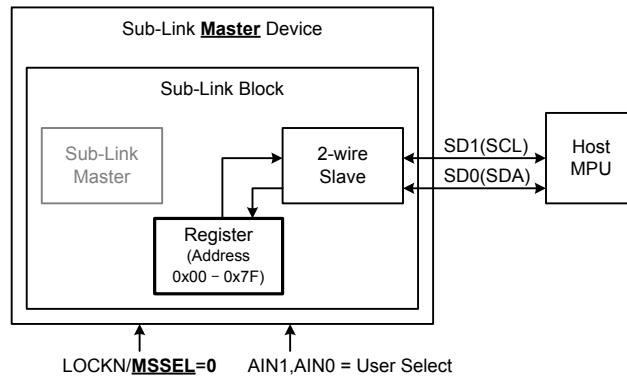 Sub-Link Master Device
Sub-Link Block
Sub-Link
Master
2-wire
Slave
SD1(SCL)
SD0(SDA)
Host
MPU
Register
(Address
0x00 – 0x7F)
LOCKN/MSSEL=0
AIN1,AIN0 = User Select